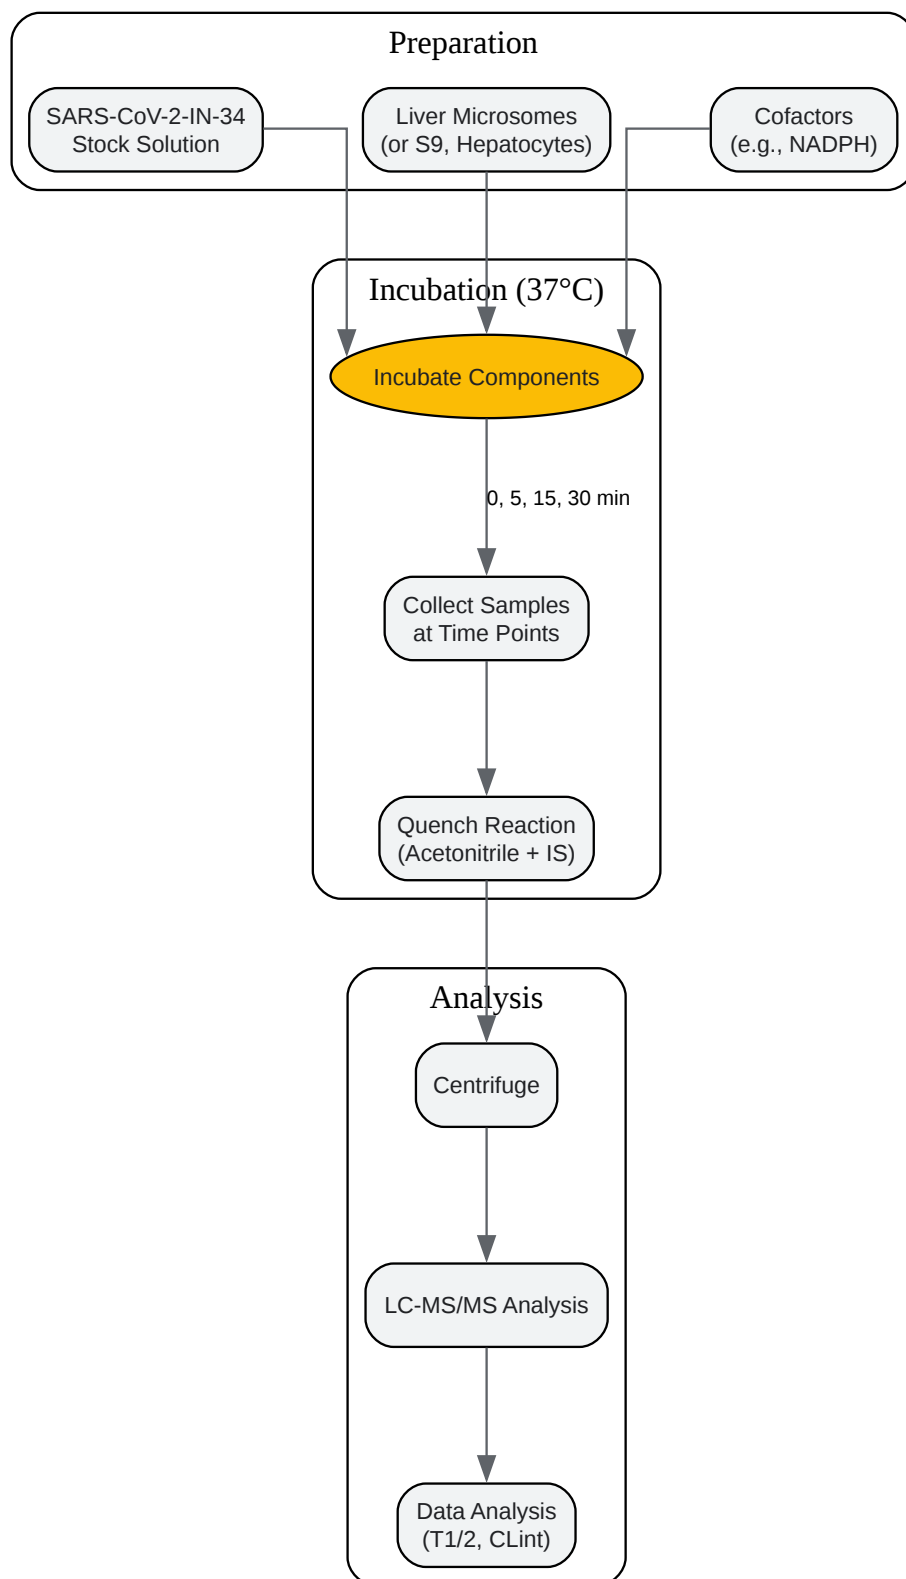 Preparation
SARS-CoV-2-IN-34
Stock Solution
Liver Microsomes
(or S9, Hepatocytes)
Cofactors
(e.g., NADPH)
Incubation (37°C)
Incubate Components
0, 5, 15, 30 min
Collect Samples
at Time Points
Quench Reaction
(Acetonitrile + IS)
Analysis
Centrifuge
LC-MS/MS Analysis
Data Analysis
(T1/2, CLint)